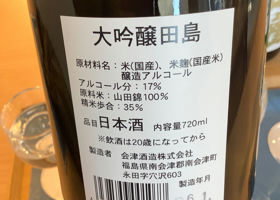 大吟醸田島
原材料名：米(国産)、米麹(国産米)
醸造アルコール
アルコール分：17%
原料米：山田錦100%
精米歩合：35%
品目 日本酒 内容量720ml
※飲酒は20歳になってから
製造者 会津酒造株式会社
福島県南会津郡南会津町
永田字穴沢603
製造年月
6.1